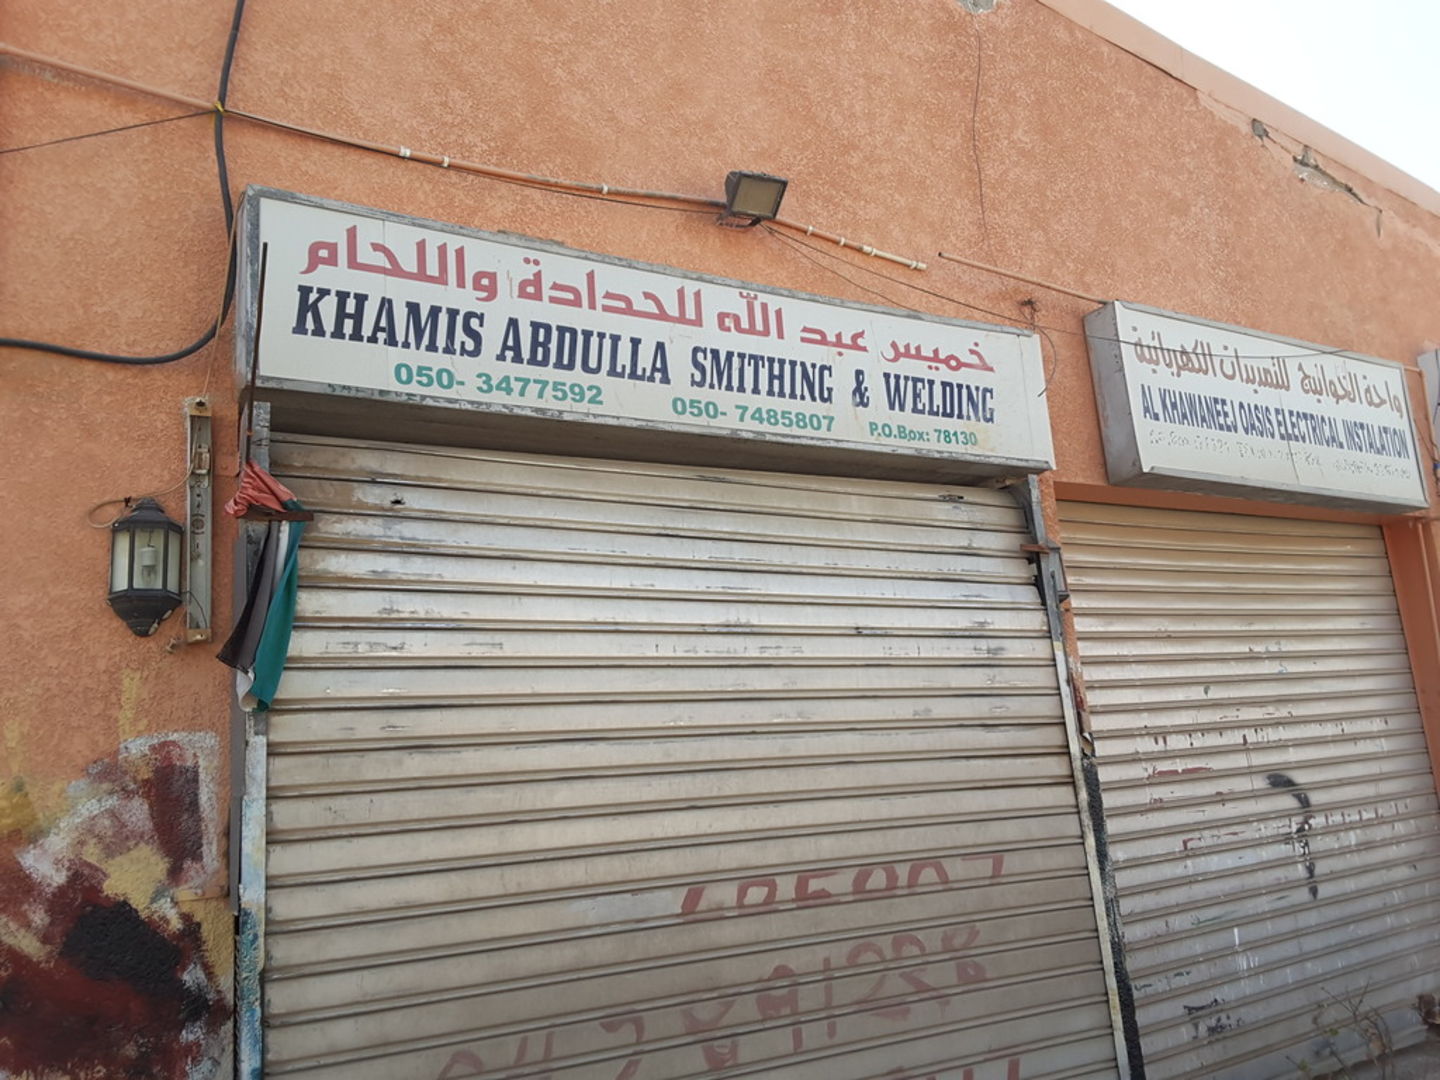 خميس عبد الله للحدادة واللحام
KHAMIS ABDULLA SMITHING & WELDING
050- 3477592 050- 7485807 P.O.Box: 78130
واحة الخوانيج للتمديدات الكهربائية
AL KHAWANEEJ OASIS ELECTRICAL INSTALATION